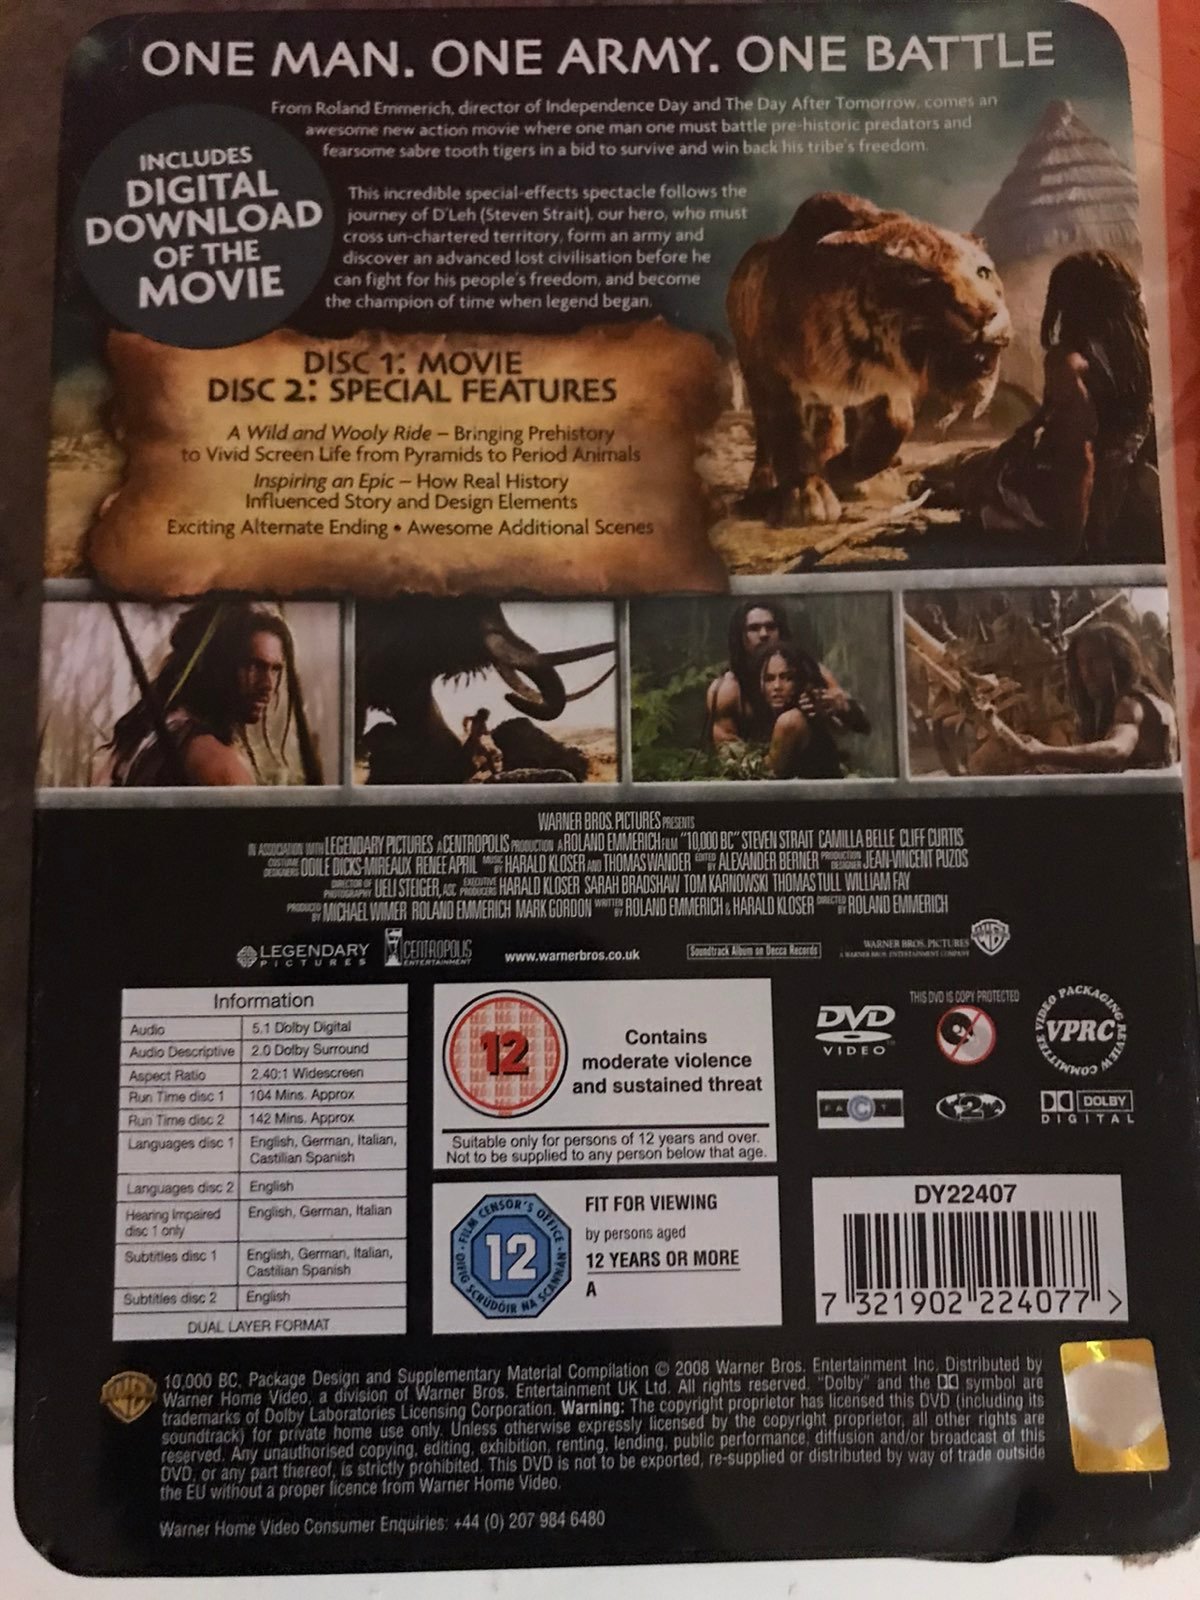 ONE MAN. ONE ARMY. ONE BATTLE
From Roland Emmerich, director of Independence Day and The Day After Tomorrow, comes an
awesome new action movie where one man one must battle pre-historic predators and
fearsome sabre tooth tigers in a bid to survive and win back his tribe's freedom.
INCLUDES
DIGITAL
DOWNLOAD
OF THE
MOVIE
This incredible special-effects spectacle follows the
journey of D'Leh (Steven Strait), our hero, who must
cross un-chartered territory, form an army and
discover an advanced lost civilisation before he
can fight for his people's freedom, and become
the champion of time when legend began.
DISC 1: MOVIE
DISC 2: SPECIAL FEATURES
A Wild and Wooly Ride – Bringing Prehistory
to Vivid Screen Life from Pyramids to Period Animals
Inspiring an Epic – How Real History
Influenced Story and Design Elements
Exciting Alternate Ending • Awesome Additional Scenes
WARNER BROS. PICTURES PRESENTS
IN ASSOCIATION WITH LEGENDARY PICTURES A CENTROPOLIS PRODUCTION A ROLAND EMMERICH FILM "10,000 BC" STEVEN STRAIT CAMILLA BELLE CLIFF CURTIS
COSTUME DESIGNERS ODILE DICKS-MIREAUX RENEE APRIL MUSIC BY HARALD KLOSER AND THOMAS WANDER EDITED BY ALEXANDER BERNER PRODUCTION DESIGNER JEAN-VINCENT PUZOS
DIRECTOR OF PHOTOGRAPHY UELI STEIGER, ASC EXECUTIVE PRODUCERS HARALD KLOSER SARAH BRADSHAW TOM KARNOWSKI THOMAS TULL WILLIAM FAY
PRODUCED BY MICHAEL WIMER ROLAND EMMERICH MARK GORDON WRITTEN BY ROLAND EMMERICH & HARALD KLOSER DIRECTED BY ROLAND EMMERICH
LEGENDARY PICTURES
CENTROPOLIS ENTERTAINMENT
www.warnerbros.co.uk
Soundtrack Album on Decca Records
WARNER BROS. PICTURES
A WARNER BROS. ENTERTAINMENT COMPANY
Information
Audio 5.1 Dolby Digital
Audio Descriptive 2.0 Dolby Surround
Aspect Ratio 2.40:1 Widescreen
Run Time disc 1 104 Mins. Approx
Run Time disc 2 142 Mins. Approx
Languages disc 1 English, German, Italian,
Castilian Spanish
Languages disc 2 English
Hearing Impaired English, German, Italian
disc 1 only
Subtitles disc 1 English, German, Italian,
Castilian Spanish
Subtitles disc 2 English
DUAL LAYER FORMAT
12
Contains
moderate violence
and sustained threat
Suitable only for persons of 12 years and over.
Not to be supplied to any person below that age.
FILM CENSOR'S OFFICE
12
OIFIG SCRÚDÓIR NA SCANNÁN
FIT FOR VIEWING
by persons aged
12 YEARS OR MORE
A
DVD
VIDEO
THIS DVD IS COPY PROTECTED
VIDEO PACKAGING REVIEW COMMITTEE
VPRC
FACT
2
DOLBY
DIGITAL
DY22407
7 321902 224077 >
10,000 BC. Package Design and Supplementary Material Compilation © 2008 Warner Bros. Entertainment Inc. Distributed by
Warner Home Video, a division of Warner Bros. Entertainment UK Ltd. All rights reserved. "Dolby" and the symbol are
trademarks of Dolby Laboratories Licensing Corporation. Warning: The copyright proprietor has licensed this DVD (including its
soundtrack) for private home use only. Unless otherwise expressly licensed by the copyright proprietor, all other rights are
reserved. Any unauthorised copying, editing, exhibition, renting, lending, public performance, diffusion and/or broadcast of this
DVD, or any part thereof, is strictly prohibited. This DVD is not to be exported, re-supplied or distributed by way of trade outside
the EU without a proper licence from Warner Home Video.
Warner Home Video Consumer Enquiries: +44 (0) 207 984 6480